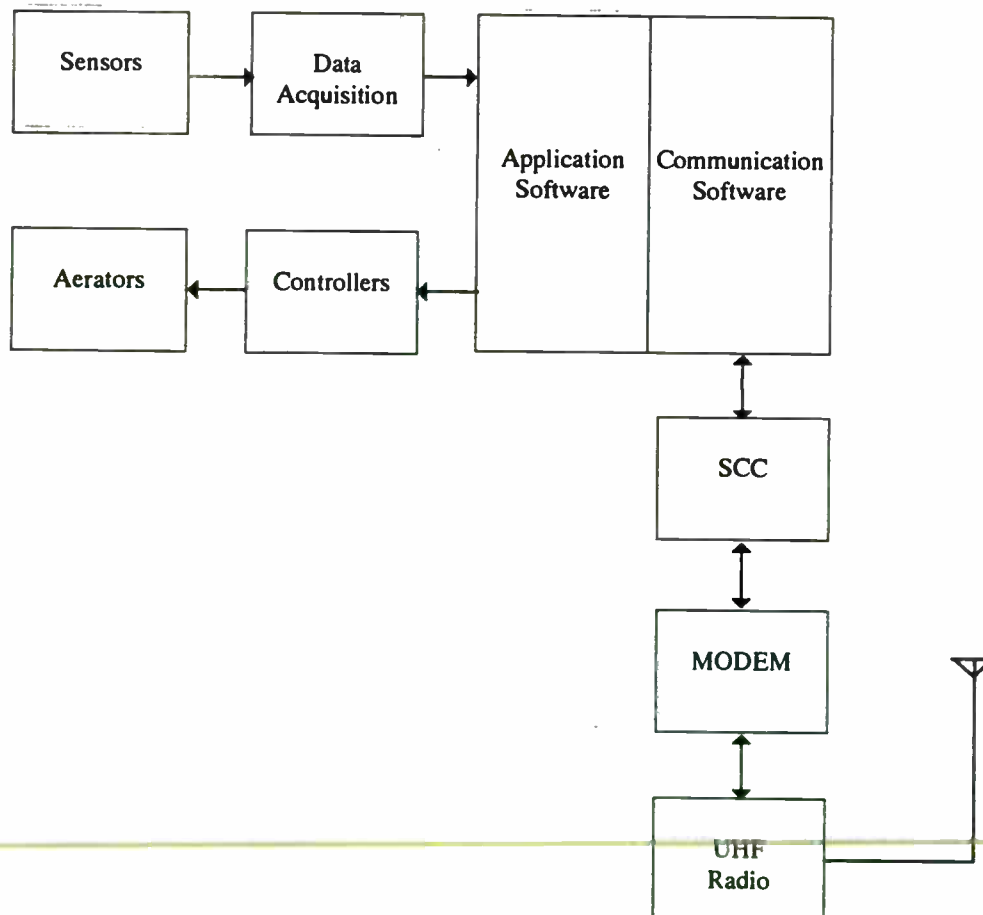 Sensors
Data
Acquisition
Application
Software
Communication
Software
Aerators
Controllers
SCC
MODEM
UHF
Radio